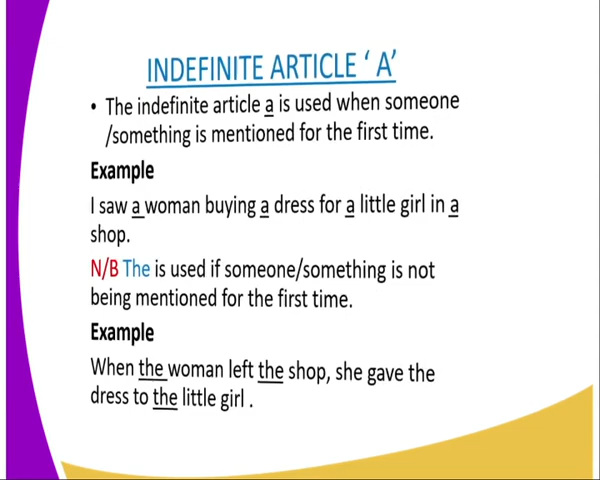 INDEFINITE ARTICLE ‘ A’
• The indefinite article a is used when someone
/something is mentioned for the first time.
Example
I saw a woman buying a dress for a little girl in a
shop.
N/B The is used if someone/something is not
being mentioned for the first time.
Example
When the woman left the shop, she gave the
dress to the little girl .